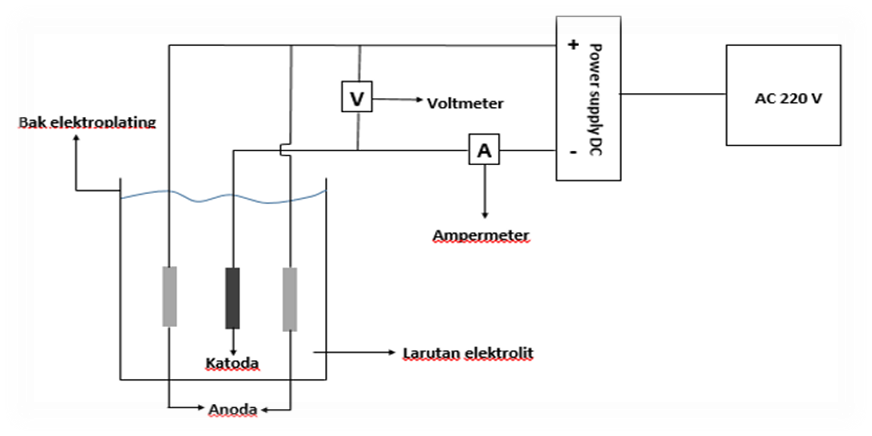 +
Power supply DC
AC 220 V
V
Voltmeter
Bak elektroplating
A
-
Ampermeter
Katoda
Larutan elektrolit
Anoda